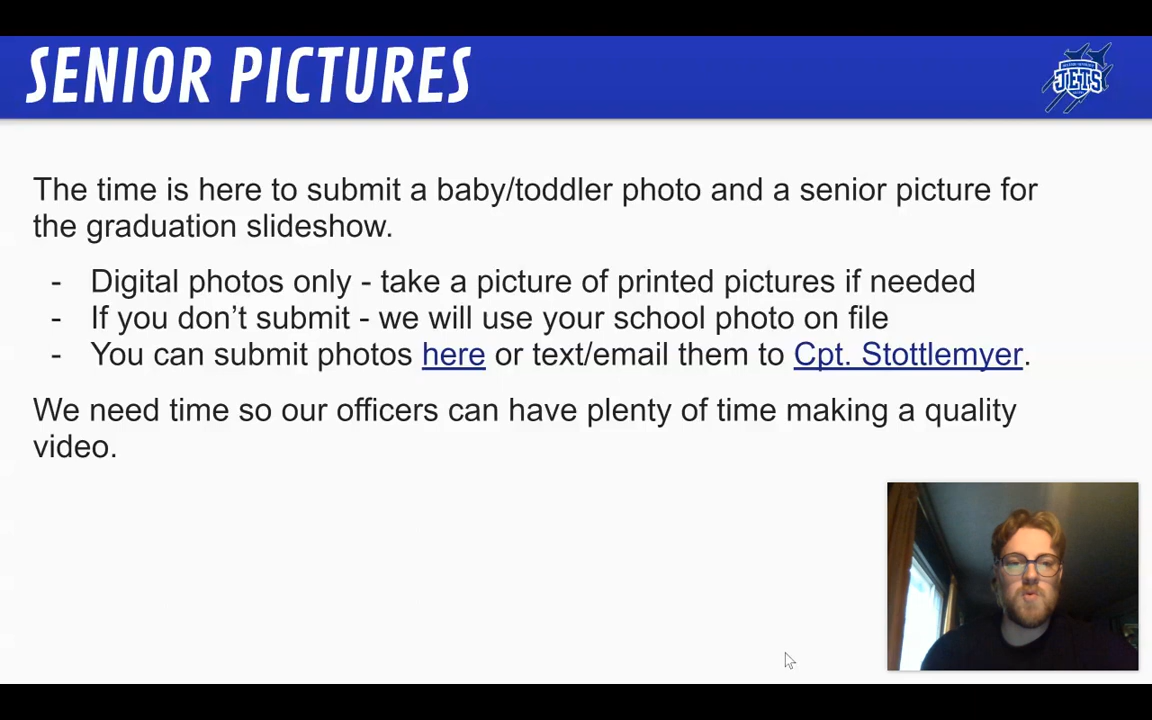 SENIOR PICTURES
JETS
The time is here to submit a baby/toddler photo and a senior picture for
the graduation slideshow.
- Digital photos only - take a picture of printed pictures if needed
- If you don’t submit - we will use your school photo on file
- You can submit photos here or text/email them to Cpt. Stottlemyer.
We need time so our officers can have plenty of time making a quality
video.